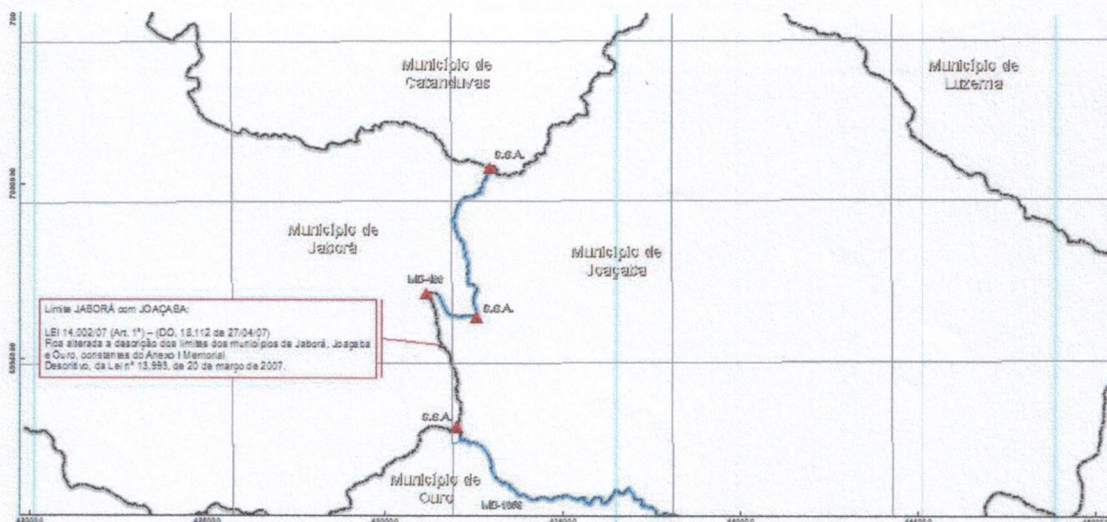 Município de
Catanduvas
Município de
Luzerna
S.S.A.
Município de
Jaborá
Município de
Joaçaba
S.S.A.
Limite JABORÁ com JOAÇABA:
LEI 14.002/07 (Art. 1º) – (DO. 18.112 de 27/04/07)
Fica alterada a descrição dos limites dos municípios de Jaborá, Joaçaba
e Ouro, constantes do Anexo I Memorial
Descritivo, da Lei nº 13.993, de 20 de março de 2007.
S.S.A.
Município de
Ouro